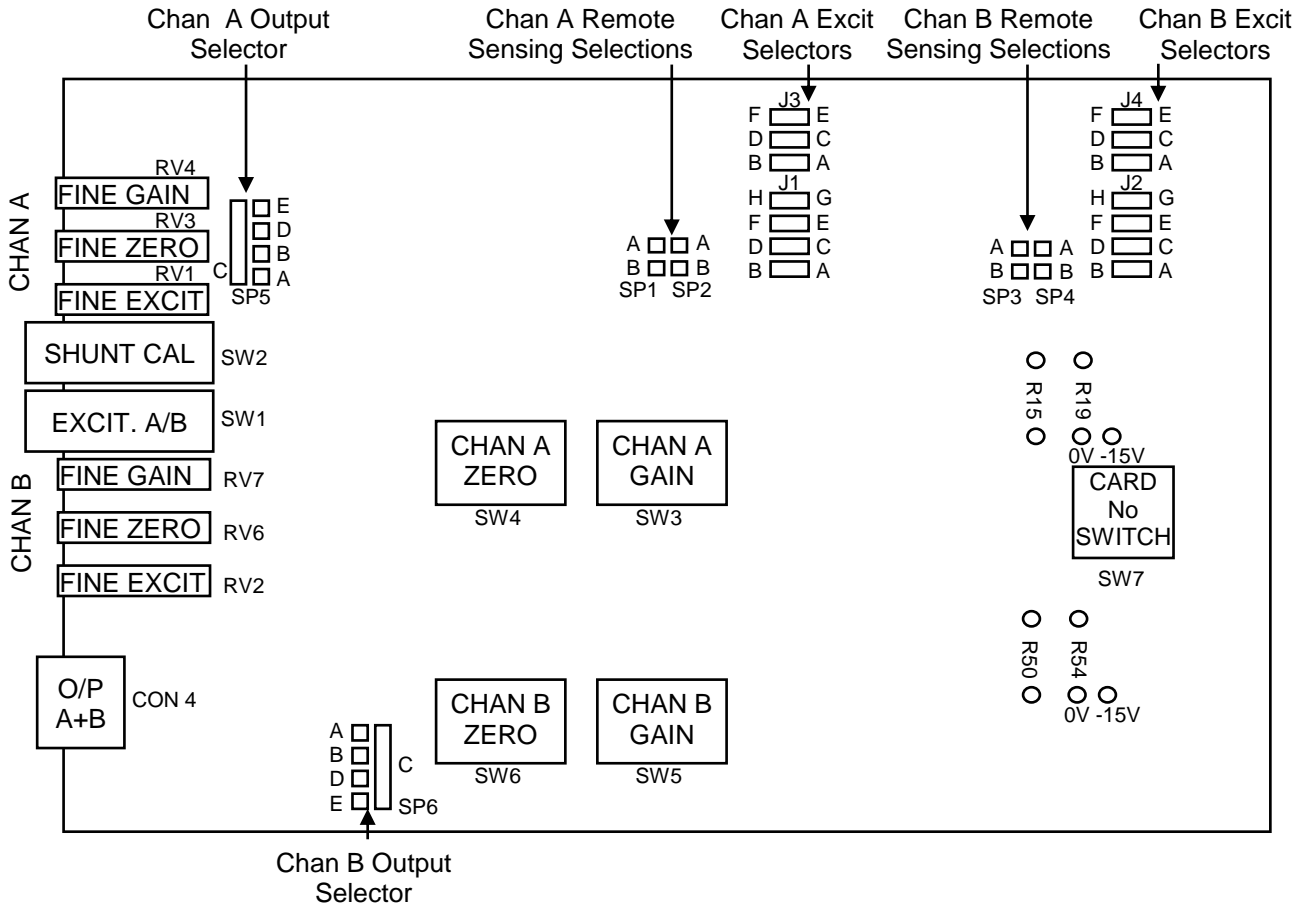 Chan A Output
Selector
Chan A Remote
Sensing Selections
Chan A Excit
Selectors
Chan B Remote
Sensing Selections
Chan B Excit
Selectors
CHAN A
RV4
FINE GAIN
RV3
FINE ZERO
RV1
FINE EXCIT
E
D
B
A
C
SP5
A A
B B
SP1 SP2
J3
F E
D C
B A
J1
H G
F E
D C
B A
A A
B B
SP3 SP4
J4
F E
D C
B A
J2
H G
F E
D C
B A
SHUNT CAL SW2
EXCIT. A/B SW1
CHAN B
FINE GAIN RV7
FINE ZERO RV6
FINE EXCIT RV2
CHAN A
ZERO
SW4
CHAN A
GAIN
SW3
R15
R19
0V -15V
CARD
No
SWITCH
SW7
O/P
A+B
CON 4
A
B
D
E
C
SP6
CHAN B
ZERO
SW6
CHAN B
GAIN
SW5
R50
R54
0V -15V
Chan B Output
Selector